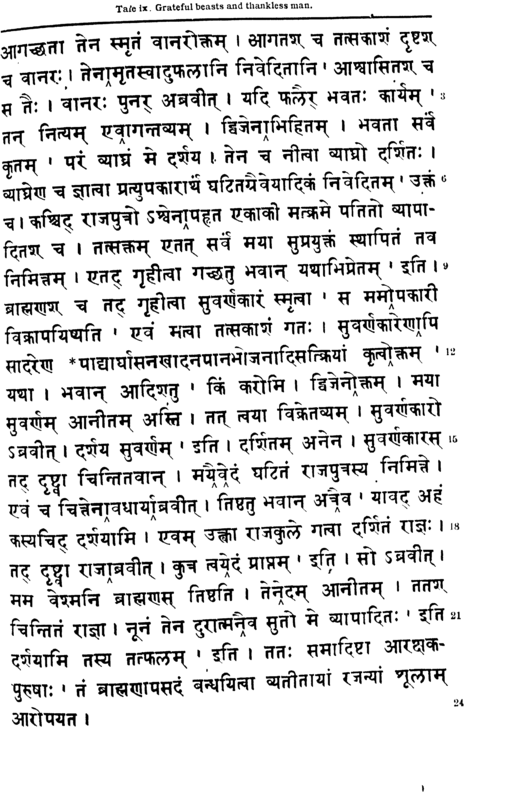 Tale ix. Grateful beasts and thankless man.
आगच्छता तेन स्मृतं वानरोक्तम् । आगतश् च तत्सकाशं दृष्टश्
च वानरः । तेनामृतस्वादुफलानि निवेदितानि ' आश्वासितश् च
स तैः । वानरः पुनर् अब्रवीत् । यदि फलैर् भवतः कार्यम् ' 3
तन् नित्यम् एवागन्तव्यम् । द्विजेनाभिहितम् । भवता सर्वं
कृतम् ' परं व्याघ्रं मे दर्शय । तेन च नीत्वा व्याघ्रो दर्शितः ।
व्याघ्रेण च ज्ञात्वा प्रत्युपकारार्थं घटितग्रैवेयादिकं निवेदितम् ' उक्तं 6
च । कश्चिद् राजपुत्रो ऽश्वेनापहृत एकाकी मत्क्रमे पतितो व्यापा-
दितश् च । तत्सक्तम् एतत् सर्वं मया सुप्रयुक्तं स्थापितं तव
निमित्तम् । एतद् गृहीत्वा गच्छतु भवान् यथाभिप्रेतम् ' इति । 9
ब्राह्मणश् च तद् गृहीत्वा सुवर्णकारं स्मृत्वा ' स ममोपकारी
विक्रापयिष्यति ' एवं मत्वा तत्सकाशं गतः । सुवर्णकारेणापि
सादरेण *पाद्यार्घासनखादनपानभोजनादिसत्क्रियां कृत्वोक्तम् ' 12
यथा । भवान् आदिशतु ' किं करोमि । द्विजेनोक्तम् । मया
सुवर्णम् आनीतम् अस्ति । तत् त्वया विक्रेतव्यम् । सुवर्णकारो
ऽब्रवीत् । दर्शय सुवर्णम् ' इति । दर्शितम् अनेन । सुवर्णकारस् 15
तद् दृष्ट्वा चिन्तितवान् । मयैवेदं घटितं राजपुत्रस्य निमित्ते ।
एवं च चित्तेनावधार्याब्रवीत् । तिष्ठतु भवान् अत्रैव ' यावद् अहं
कस्यचिद् दर्शयामि । एवम् उक्त्वा राजकुले गत्वा दर्शितं राज्ञः । 18
तद् दृष्ट्वा राजाब्रवीत् । कुत्र त्वयेदं प्राप्तम् ' इति । सो ऽब्रवीत् ।
मम वेश्मनि ब्राह्मणस् तिष्ठति । तेनेदम् आनीतम् । ततश्
चिन्तितं राज्ञा । नूनं तेन दुरात्मनैव सुतो मे व्यापादितः ' इति 21
दर्शयामि तस्य तत्फलम् ' इति । ततः समादिष्टा आरक्षक-
पुरुषाः ' तं ब्राह्मणापसदं बन्धयित्वा व्यतीतायां रजन्यां शूलाम्
आरोपयत । 24